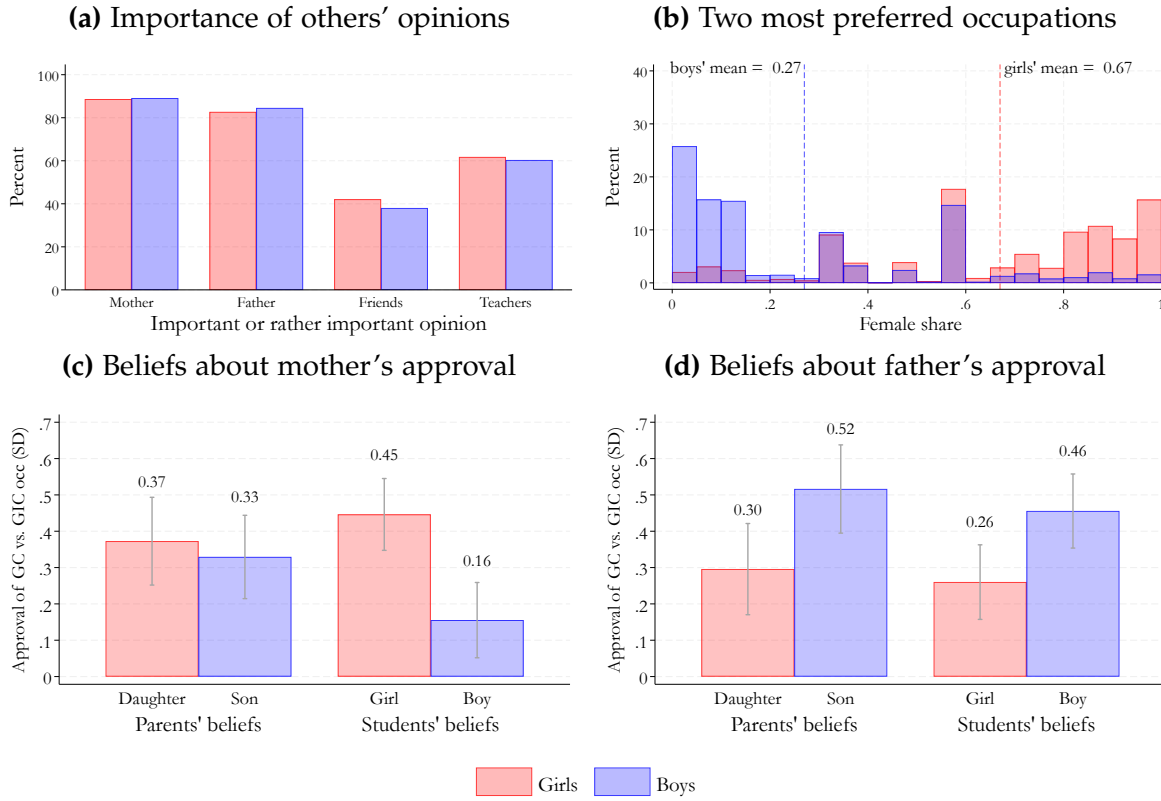 (a) Importance of others’ opinions
Percent
100
80
60
40
20
0
Mother Father Friends Teachers
Important or rather important opinion
(b) Two most preferred occupations
boys' mean = 0.27
girls' mean = 0.67
Percent
40
30
20
10
0
0 .2 .4 .6 .8 1
Female share
(c) Beliefs about mother’s approval
Approval of GC vs. GIC occ (SD)
.7
.6
.5
.4
.3
.2
.1
0
0.37
0.33
0.45
0.16
Daughter Son Girl Boy
Parents' beliefs Students' beliefs
(d) Beliefs about father’s approval
Approval of GC vs. GIC occ (SD)
.7
.6
.5
.4
.3
.2
.1
0
0.30
0.52
0.26
0.46
Daughter Son Girl Boy
Parents' beliefs Students' beliefs
Girls Boys